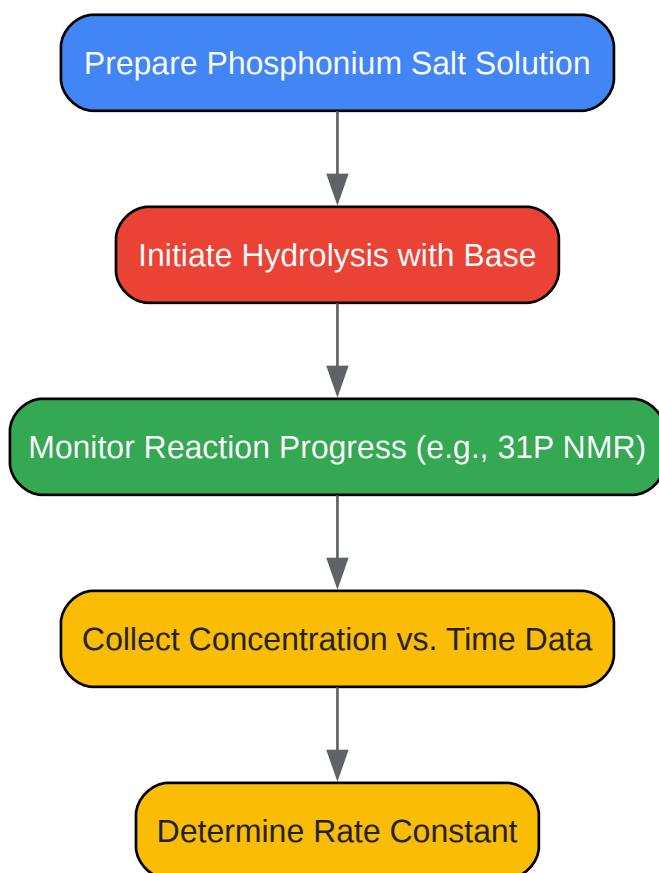 Prepare Phosphonium Salt Solution
Initiate Hydrolysis with Base
Monitor Reaction Progress (e.g., 31P NMR)
Collect Concentration vs. Time Data
Determine Rate Constant